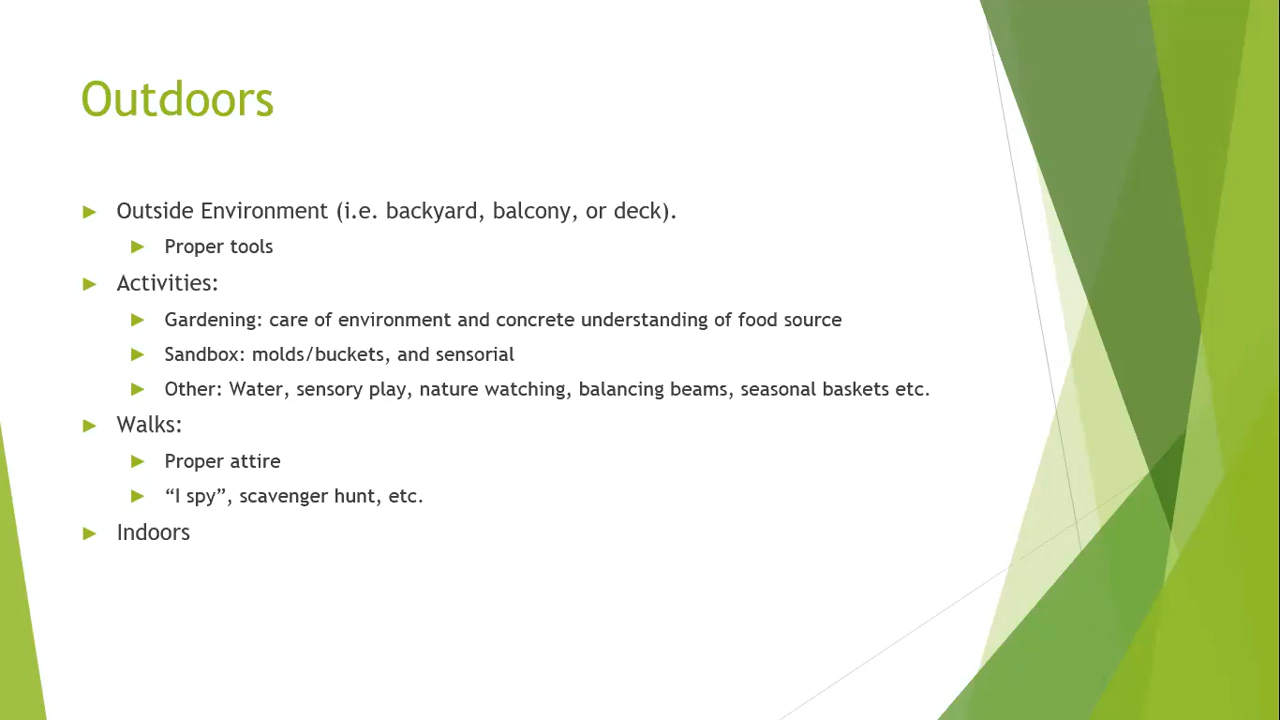 Outdoors
Outside Environment (i.e. backyard, balcony, or deck).
Proper tools
Activities:
Gardening: care of environment and concrete understanding of food source
Sandbox: molds/buckets, and sensorial
Other: Water, sensory play, nature watching, balancing beams, seasonal baskets etc.
Walks:
Proper attire
“I spy”, scavenger hunt, etc.
Indoors